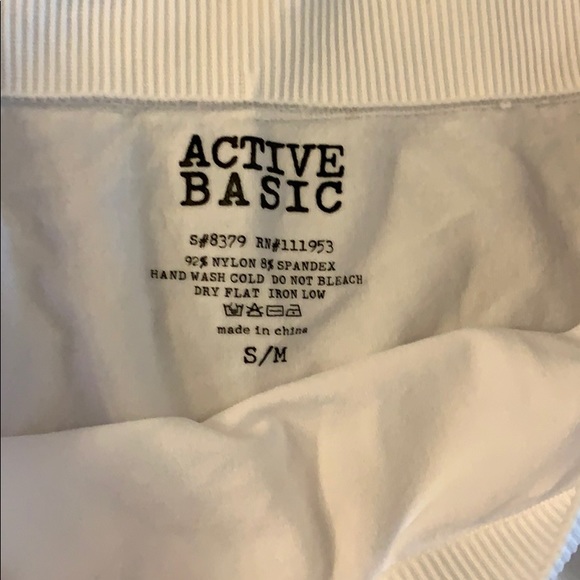 ACTIVE
BASIC
S#8379 RN#111953
92% NYLON 8% SPANDEX
HAND WASH COLD DO NOT BLEACH
DRY FLAT IRON LOW
made in china
S/M